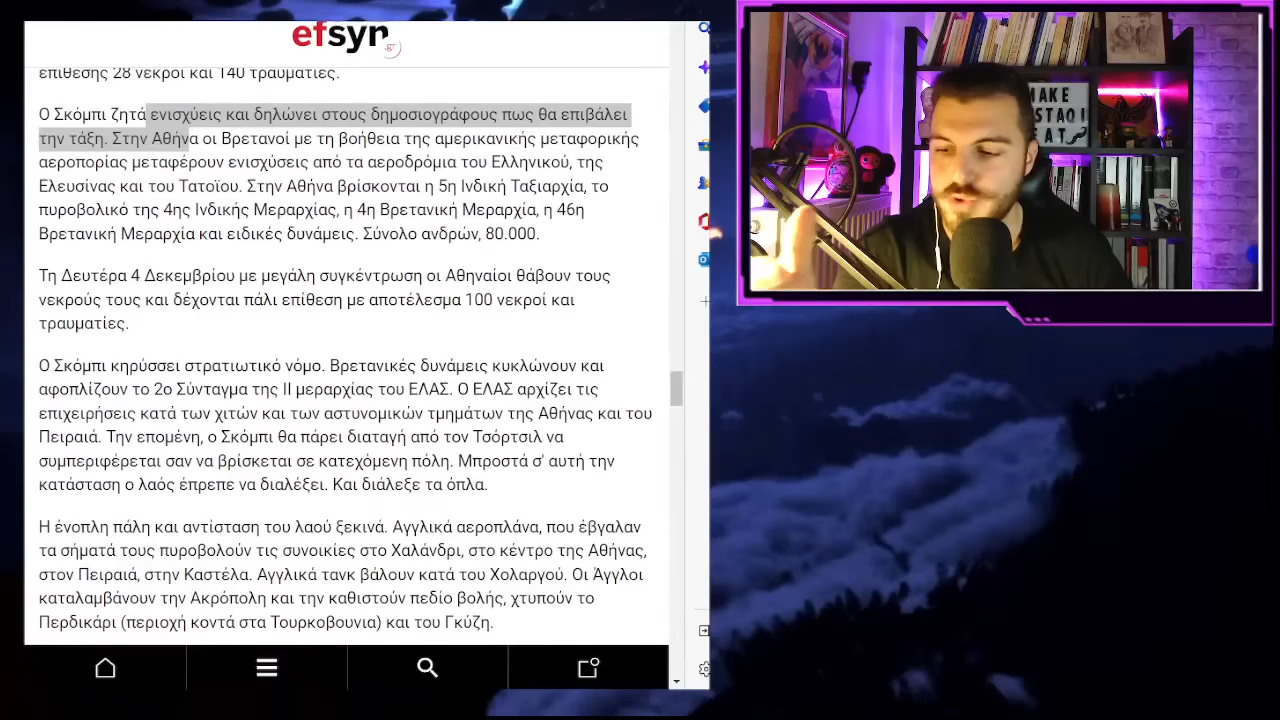 efsyn
.gr
επίθεσης 28 νεκροί και 140 τραυματίες.
Ο Σκόμπι ζητά ενισχύεις και δηλώνει στους δημοσιογράφους πως θα επιβάλει
την τάξη. Στην Αθήνα οι Βρετανοί με τη βοήθεια της αμερικανικής μεταφορικής
αεροπορίας μεταφέρουν ενισχύσεις από τα αεροδρόμια του Ελληνικού, της
Ελευσίνας και του Τατοΐου. Στην Αθήνα βρίσκονται η 5η Ινδική Ταξιαρχία, το
πυροβολικό της 4ης Ινδικής Μεραρχίας, η 4η Βρετανική Μεραρχία, η 46η
Βρετανική Μεραρχία και ειδικές δυνάμεις. Σύνολο ανδρών, 80.000.
Τη Δευτέρα 4 Δεκεμβρίου με μεγάλη συγκέντρωση οι Αθηναίοι θάβουν τους
νεκρούς τους και δέχονται πάλι επίθεση με αποτέλεσμα 100 νεκροί και
τραυματίες.
Ο Σκόμπι κηρύσσει στρατιωτικό νόμο. Βρετανικές δυνάμεις κυκλώνουν και
αφοπλίζουν το 2ο Σύνταγμα της ΙΙ μεραρχίας του ΕΛΑΣ. Ο ΕΛΑΣ αρχίζει τις
επιχειρήσεις κατά των χιτών και των αστυνομικών τμημάτων της Αθήνας και του
Πειραιά. Την επομένη, ο Σκόμπι θα πάρει διαταγή από τον Τσόρτσιλ να
συμπεριφέρεται σαν να βρίσκεται σε κατεχόμενη πόλη. Μπροστά σ' αυτή την
κατάσταση ο λαός έπρεπε να διαλέξει. Και διάλεξε τα όπλα.
Η ένοπλη πάλη και αντίσταση του λαού ξεκινά. Αγγλικά αεροπλάνα, που έβγαλαν
τα σήματά τους πυροβολούν τις συνοικίες στο Χαλάνδρι, στο κέντρο της Αθήνας,
στον Πειραιά, στην Καστέλα. Αγγλικά τανκ βάλουν κατά του Χολαργού. Οι Άγγλοι
καταλαμβάνουν την Ακρόπολη και την καθιστούν πεδίο βολής, χτυπούν το
Περδικάρι (περιοχή κοντά στα Τουρκοβουνια) και του Γκύζη.
MAKE